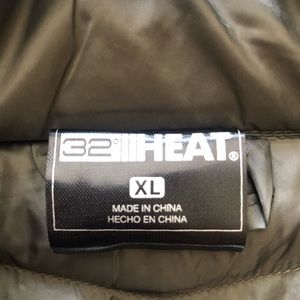 32° HEAT®
XL
MADE IN CHINA
HECHO EN CHINA